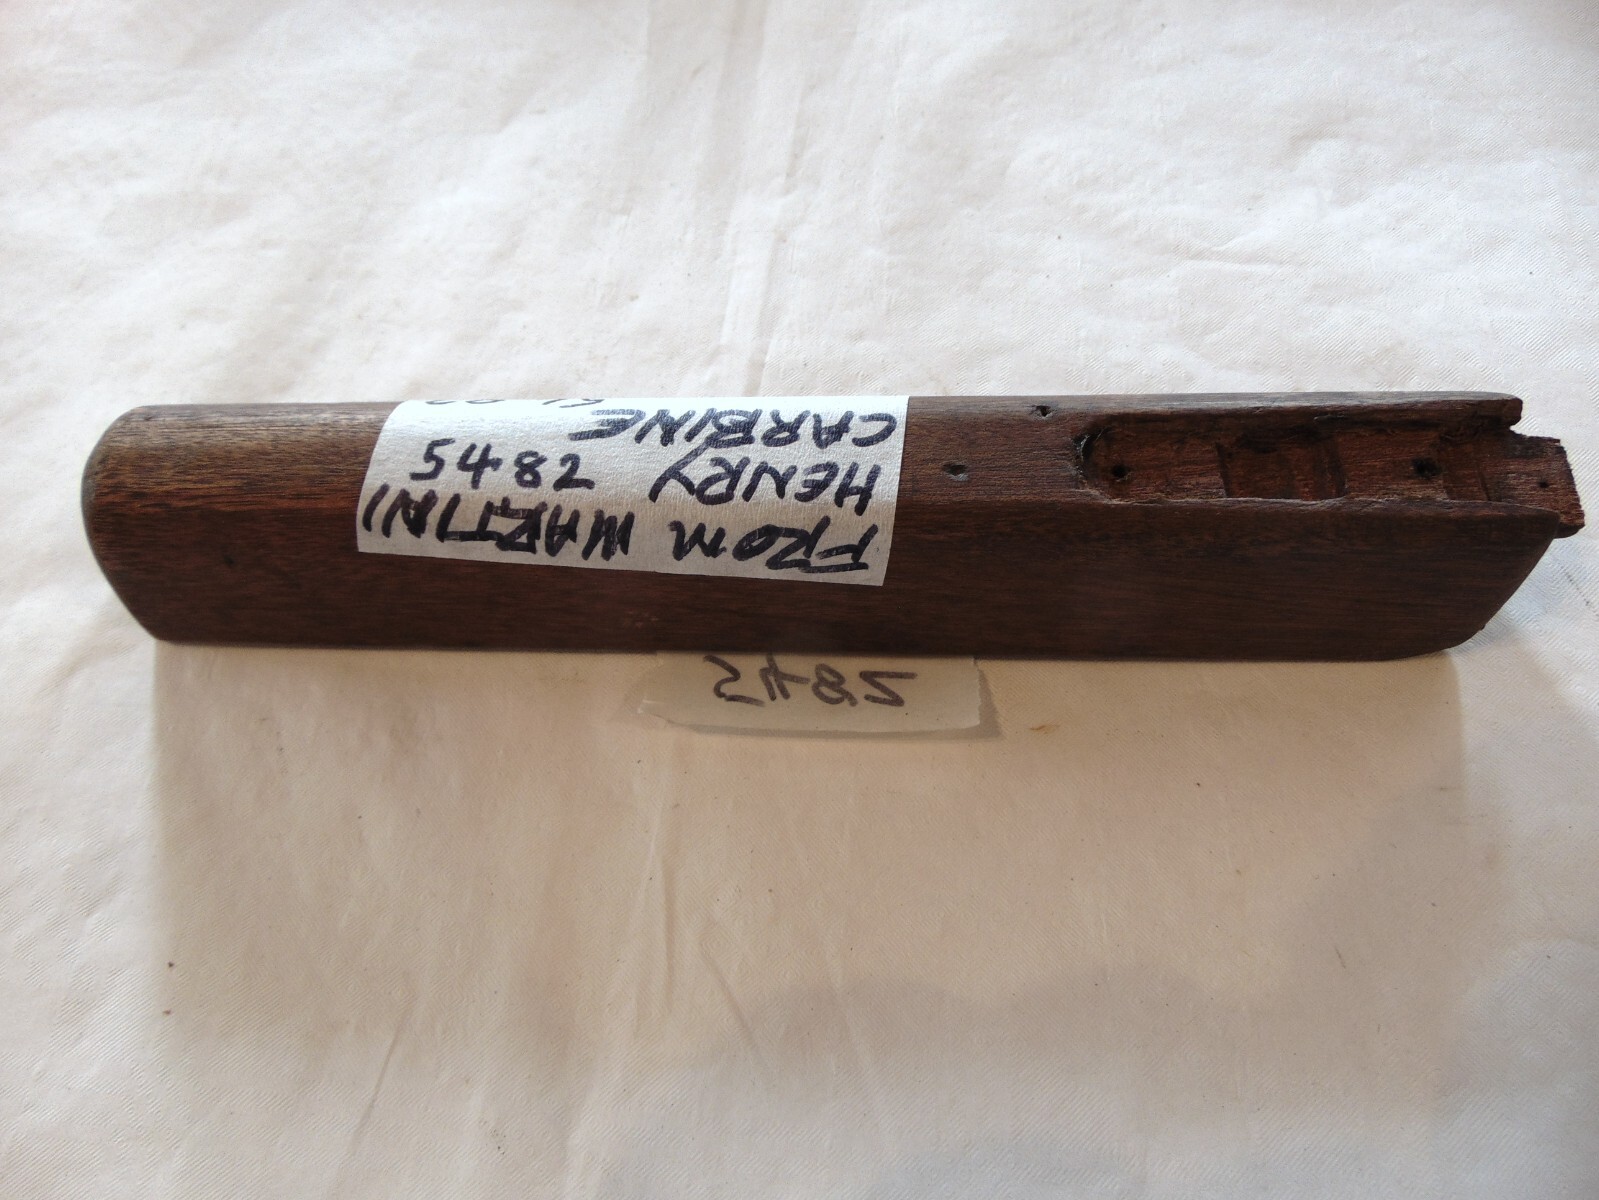 FROM MARTINI
HENRY
CARBINE
5482
5482